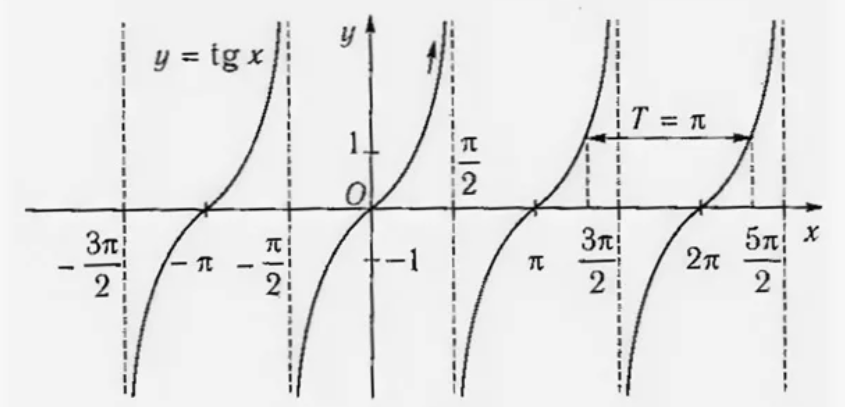 y = tg x
y
1
π/2
T = π
O
x
- 3π/2
- π
- π/2
-1
π
3π/2
2π
5π/2